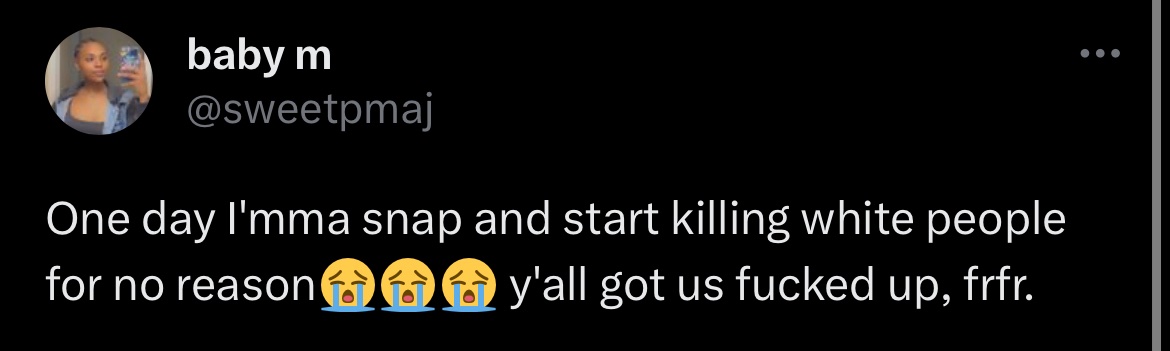 baby m
@sweetpmaj
One day I'mma snap and start killing white people
for no reason😭😭😭 y'all got us fucked up, frfr.